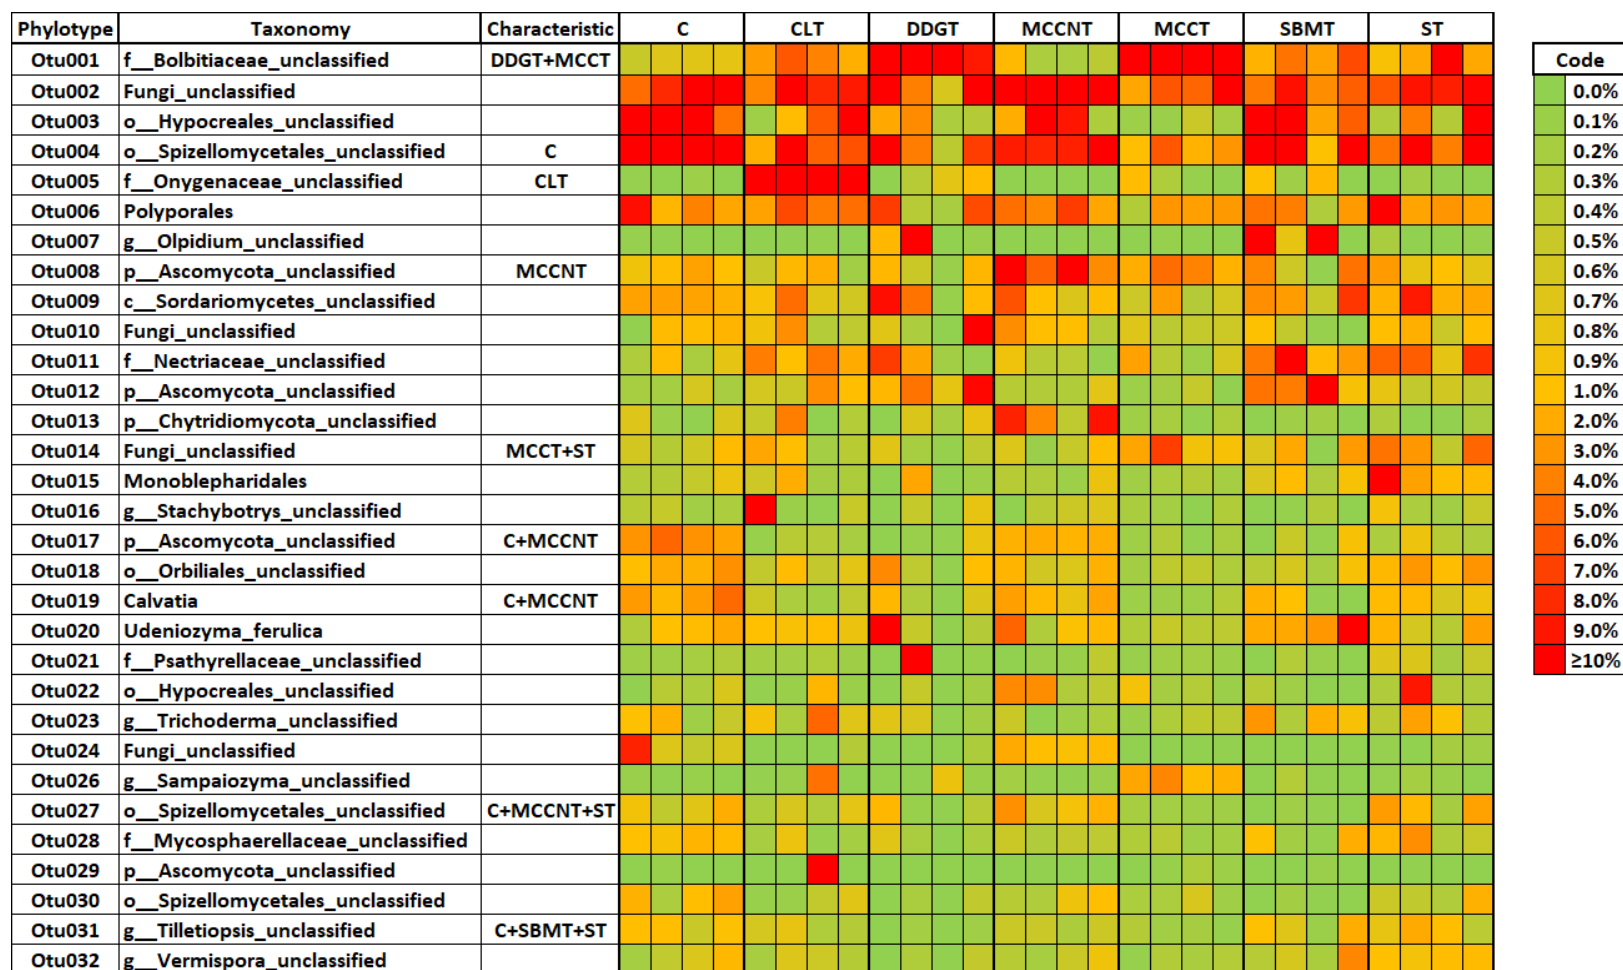 Phylotype Taxonomy Characteristic C CLT DDGT MCCNT MCCT SBMT ST
Otu001 f__Bolbitiaceae_unclassified DDGT+MCCT
Otu002 Fungi_unclassified
Otu003 o__Hypocreales_unclassified
Otu004 o__Spizellomycetales_unclassified C
Otu005 f__Onygenaceae_unclassified CLT
Otu006 Polyporales
Otu007 g__Olpidium_unclassified
Otu008 p__Ascomycota_unclassified MCCNT
Otu009 c__Sordariomycetes_unclassified
Otu010 Fungi_unclassified
Otu011 f__Nectriaceae_unclassified
Otu012 p__Ascomycota_unclassified
Otu013 p__Chytridiomycota_unclassified
Otu014 Fungi_unclassified MCCT+ST
Otu015 Monoblepharidales
Otu016 g__Stachybotrys_unclassified
Otu017 p__Ascomycota_unclassified C+MCCNT
Otu018 o__Orbiliales_unclassified
Otu019 Calvatia C+MCCNT
Otu020 Udeniozyma_ferulica
Otu021 f__Psathyrellaceae_unclassified
Otu022 o__Hypocreales_unclassified
Otu023 g__Trichoderma_unclassified
Otu024 Fungi_unclassified
Otu026 g__Sampaiozyma_unclassified
Otu027 o__Spizellomycetales_unclassified C+MCCNT+ST
Otu028 f__Mycosphaerellaceae_unclassified
Otu029 p__Ascomycota_unclassified
Otu030 o__Spizellomycetales_unclassified
Otu031 g__Tilletiopsis_unclassified C+SBMT+ST
Otu032 g__Vermispora_unclassified
Code
0.0%
0.1%
0.2%
0.3%
0.4%
0.5%
0.6%
0.7%
0.8%
0.9%
1.0%
2.0%
3.0%
4.0%
5.0%
6.0%
7.0%
8.0%
9.0%
≥10%